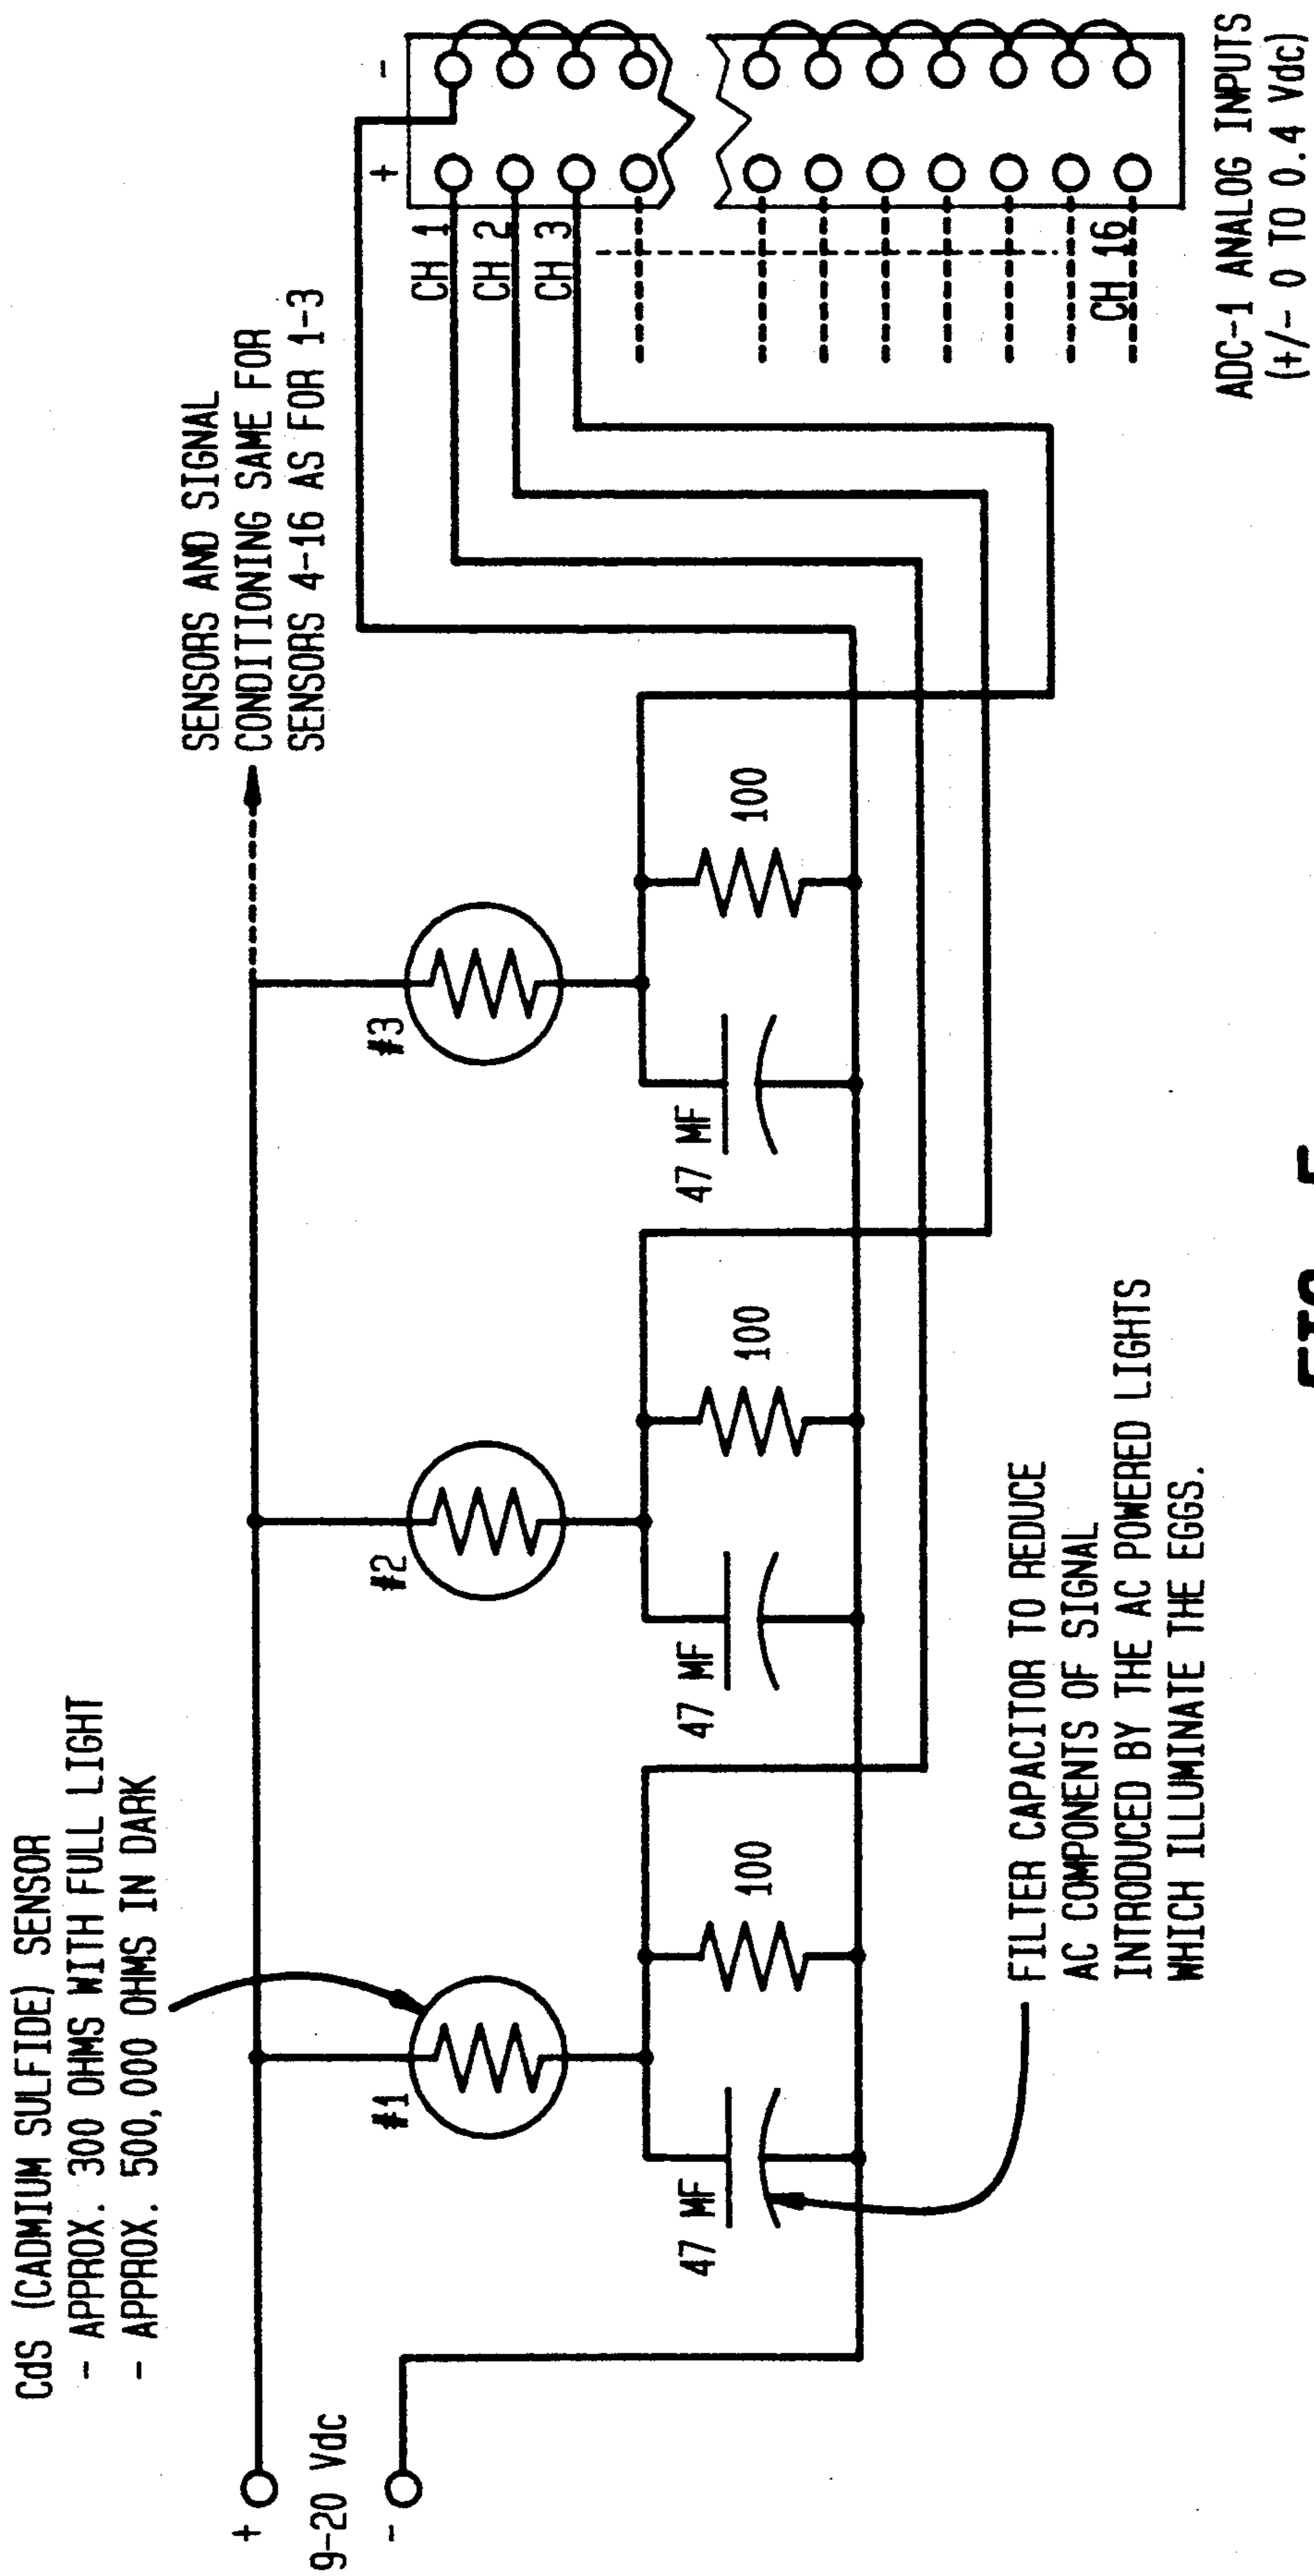 CdS (CADMIUM SULFIDE) SENSOR
- APPROX. 300 OHMS WITH FULL LIGHT
- APPROX. 500,000 OHMS IN DARK
SENSORS AND SIGNAL
CONDITIONING SAME FOR
SENSORS 4-16 AS FOR 1-3
+
9-20 Vdc
-
#1
#2
#3
47 MF
100
47 MF
100
47 MF
100
+
-
CH 1
CH 2
CH 3
CH 16
ADC-1 ANALOG INPUTS
(+/- 0 TO 0.4 Vdc)
FILTER CAPACITOR TO REDUCE
AC COMPONENTS OF SIGNAL
INTRODUCED BY THE AC POWERED LIGHTS
WHICH ILLUMINATE THE EGGS.